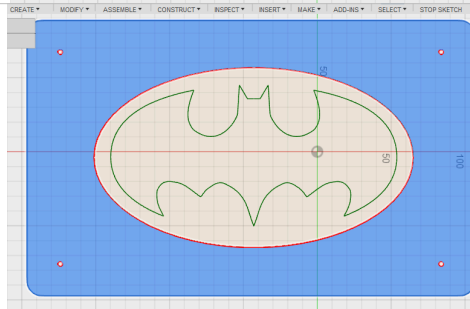 CREATE▾ MODIFY▾ ASSEMBLE▾ CONSTRUCT▾ INSPECT▾ INSERT▾ MAKE▾ ADD-INS▾ SELECT▾ STOP SKETCH
50
50
100